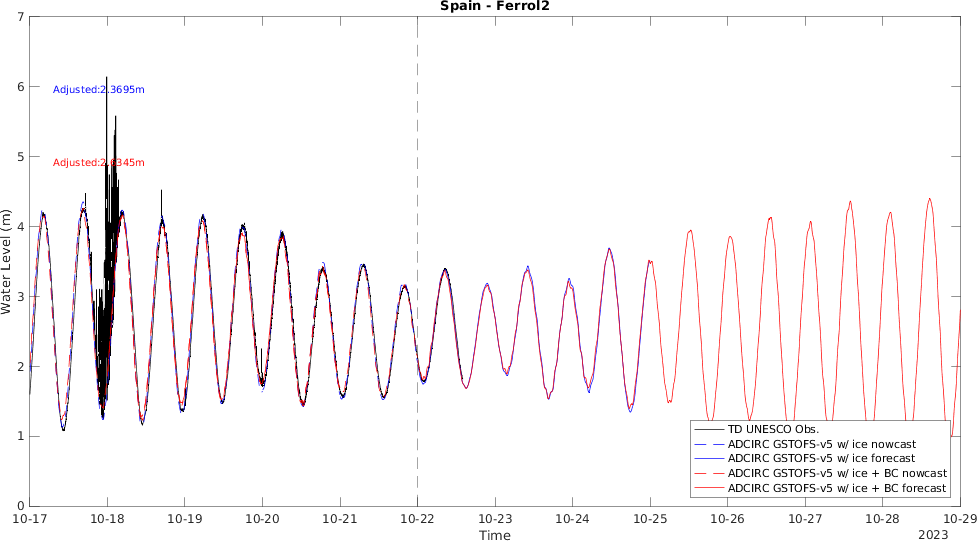 Spain - Ferrol2
7
6
5
4
3
2
1
0
Water Level (m)
Adjusted:2.3695m
Adjusted:2.0345m
TD UNESCO Obs.
ADCIRC GSTOFS-v5 w/ ice nowcast
ADCIRC GSTOFS-v5 w/ ice forecast
ADCIRC GSTOFS-v5 w/ ice + BC nowcast
ADCIRC GSTOFS-v5 w/ ice + BC forecast
10-17 10-18 10-19 10-20 10-21 10-22 10-23 10-24 10-25 10-26 10-27 10-28 10-29
Time
2023